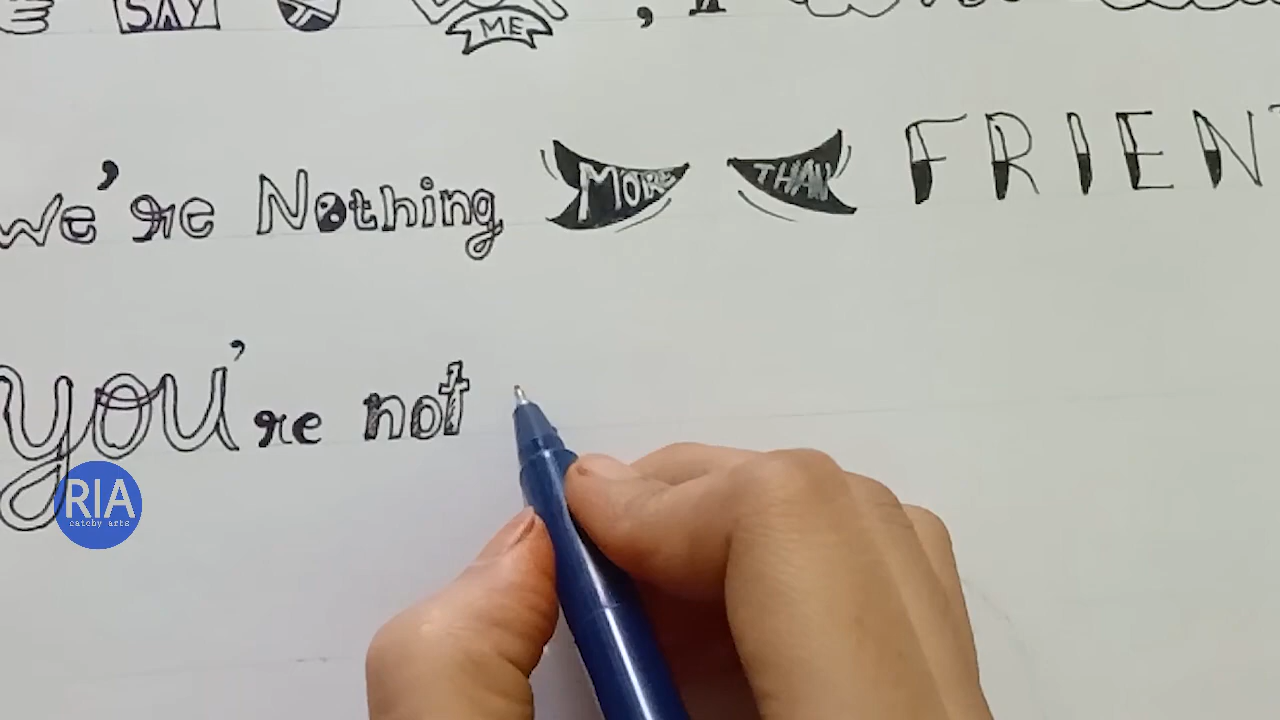 SAY ME ,
We're Nothing MORE THAN FRIEN
you're not
RIA
catchy arts